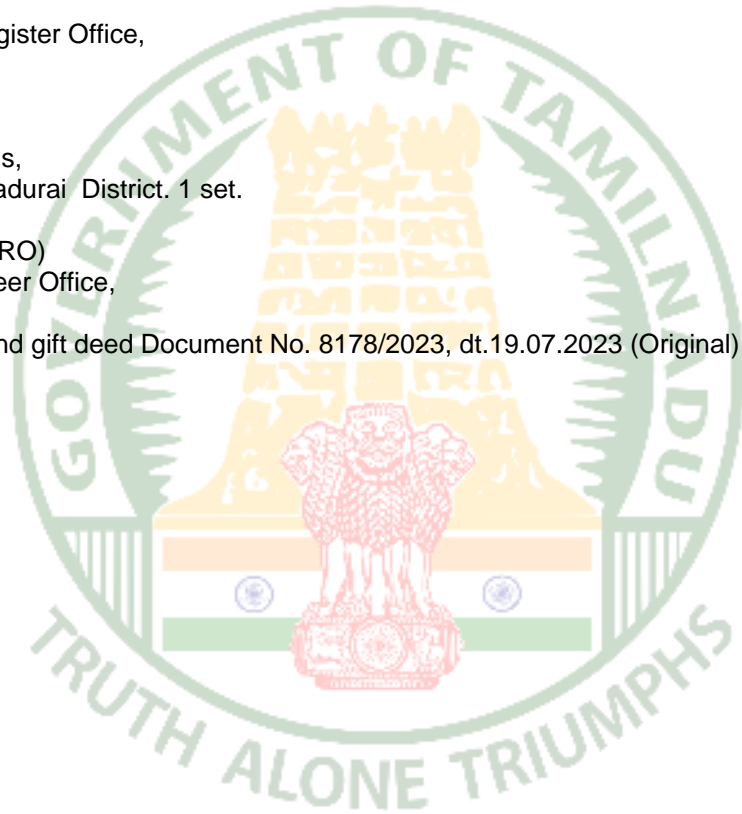 gister Office,
s,
adurai District. 1 set.
RO)
eer Office,
nd gift deed Document No. 8178/2023, dt.19.07.2023 (Original)
GOVERNMENT OF TAMILNADU
TRUTH ALONE TRIUMPHS